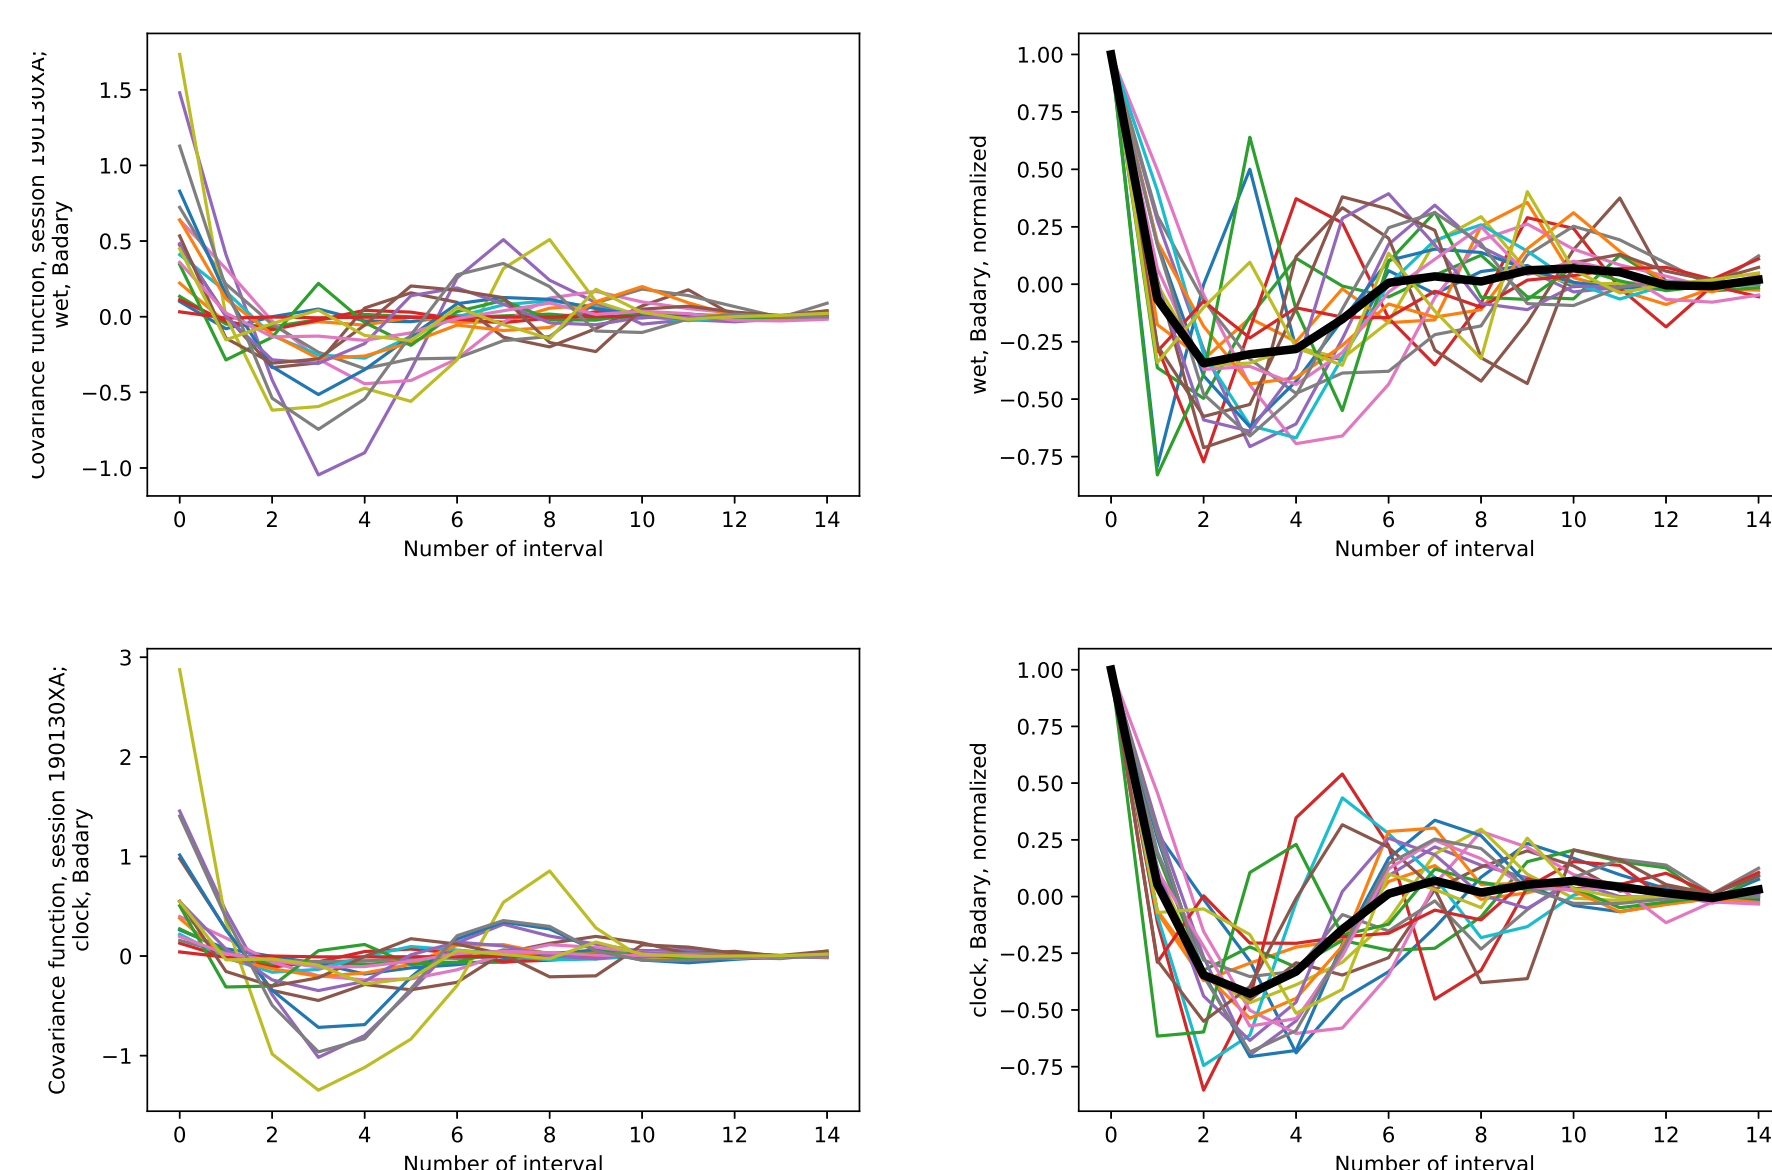 Covariance function, session 190130XA;
wet, Badary
1.5
1.0
0.5
0.0
−0.5
−1.0
0 2 4 6 8 10 12 14
Number of interval
wet, Badary, normalized
1.00
0.75
0.50
0.25
0.00
−0.25
−0.50
−0.75
0 2 4 6 8 10 12 14
Number of interval
Covariance function, session 190130XA;
clock, Badary
3
2
1
0
−1
0 2 4 6 8 10 12 14
Number of interval
clock, Badary, normalized
1.00
0.75
0.50
0.25
0.00
−0.25
−0.50
−0.75
0 2 4 6 8 10 12 14
Number of interval